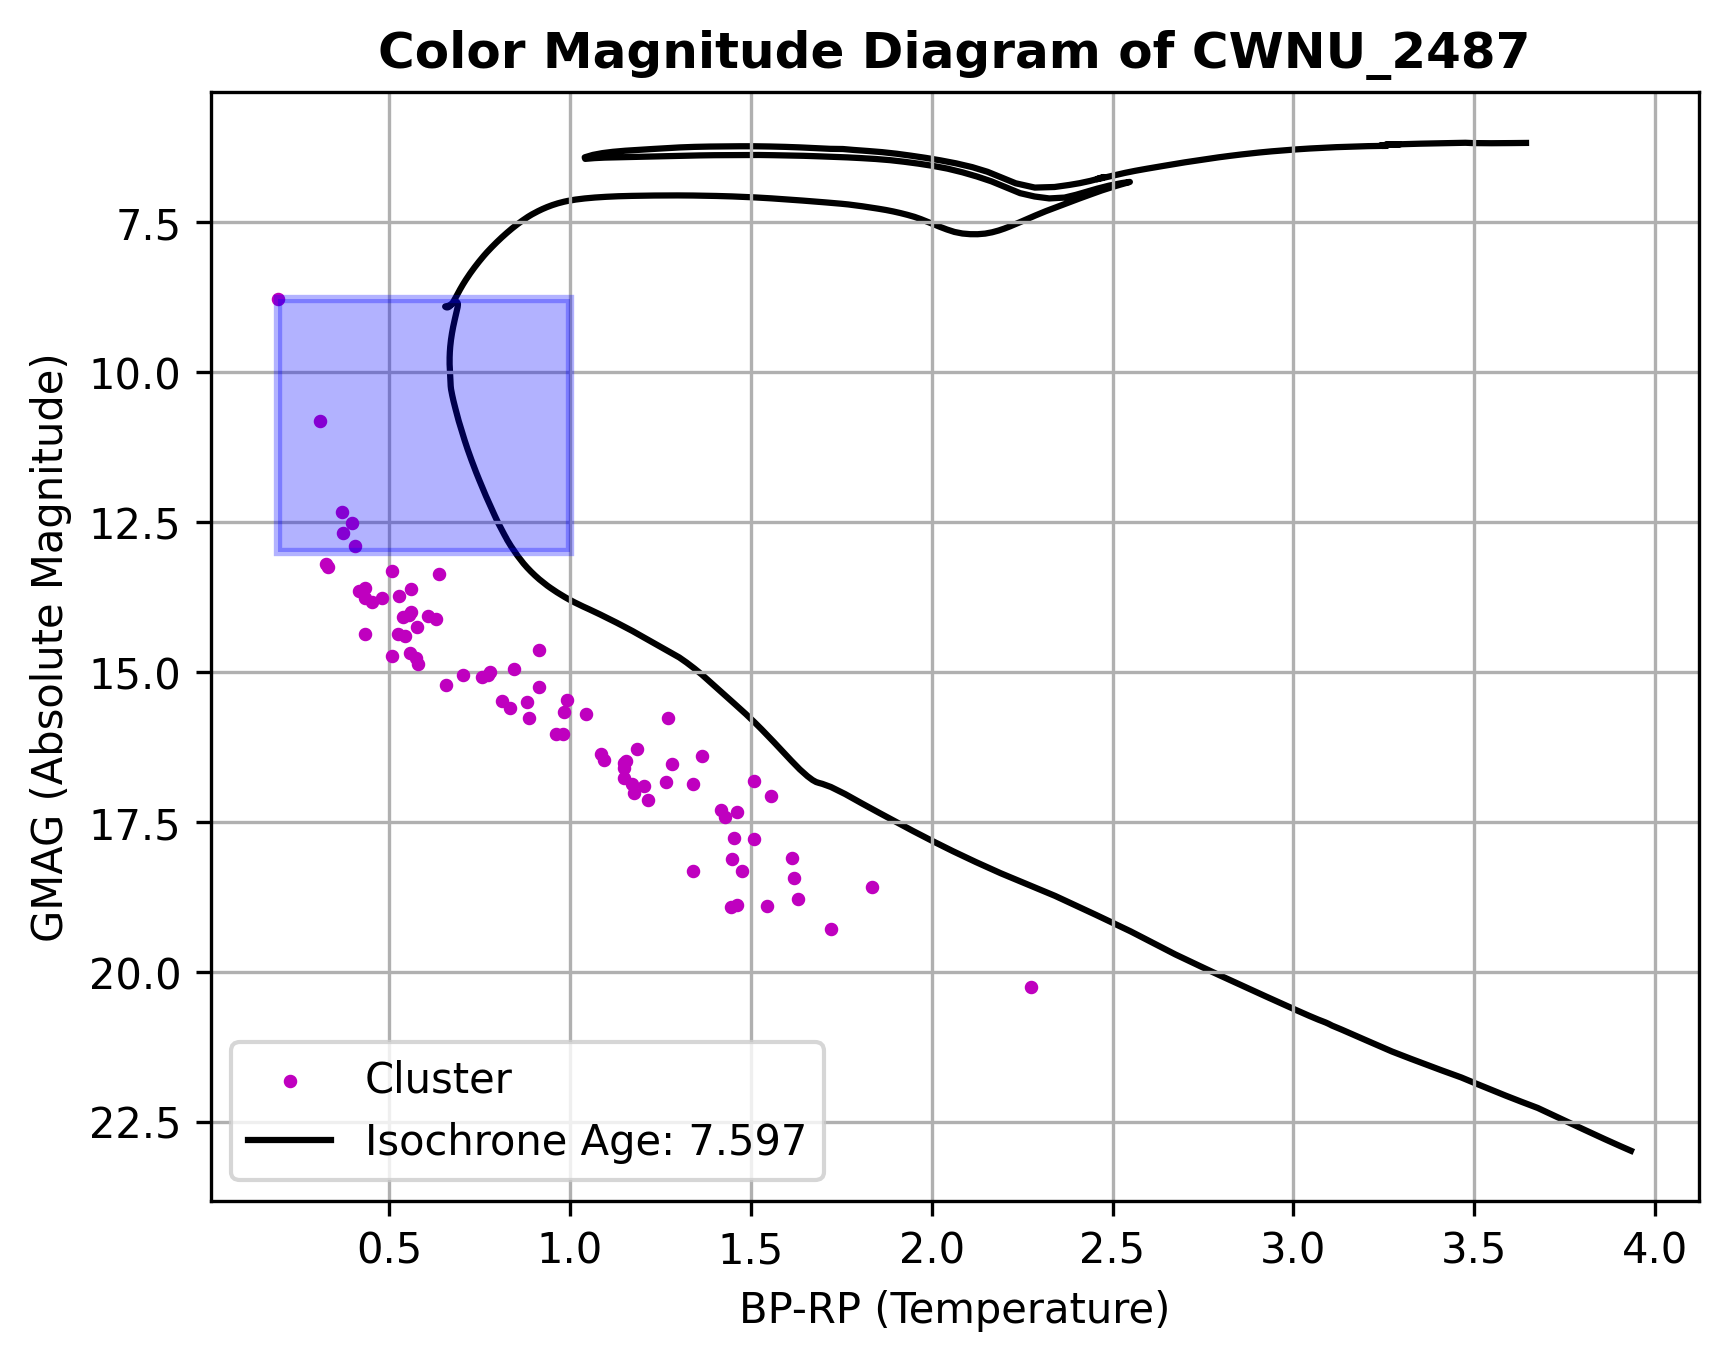 Color Magnitude Diagram of CWNU_2487
GMAG (Absolute Magnitude)
7.5
10.0
12.5
15.0
17.5
20.0
22.5
Cluster
Isochrone Age: 7.597
0.5 1.0 1.5 2.0 2.5 3.0 3.5 4.0
BP-RP (Temperature)